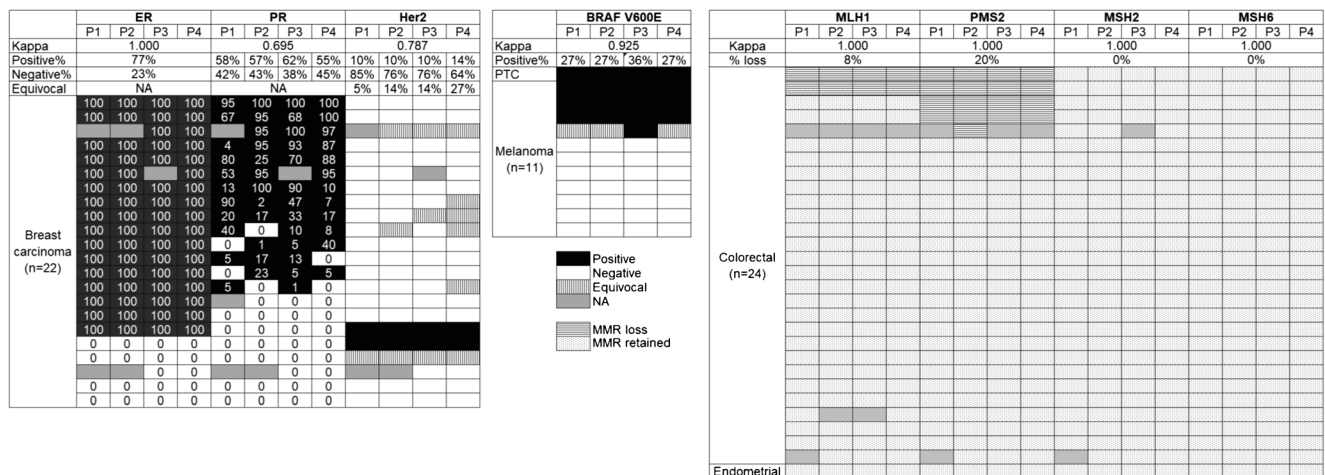 ER PR Her2
P1 P2 P3 P4 P1 P2 P3 P4 P1 P2 P3 P4
Kappa 1.000 0.695 0.787
Positive% 77% 58% 57% 62% 55% 10% 10% 10% 14%
Negative% 23% 42% 43% 38% 45% 85% 76% 76% 64%
Equivocal NA NA 5% 14% 14% 27%
100 100 100 100 95 100 100 100
100 100 100 100 67 95 68 100
100 100 95 100 97
100 100 100 100 4 95 93 87
100 100 100 100 80 25 70 88
100 100 100 53 95 95
100 100 100 100 13 100 90 10
100 100 100 100 90 2 47 7
100 100 100 100 20 17 33 17
Breast 100 100 100 100 40 0 10 8
carcinoma 100 100 100 100 0 1 5 40
(n=22) 100 100 100 100 5 17 13 0
100 100 100 100 0 23 5 5
100 100 100 100 5 0 1 0
100 100 100 100 0 0 0
100 100 100 100 0 0 0 0
100 100 100 100 0 0 0 0
0 0 0 0 0 0 0 0
0 0 0 0 0 0 0 0
0 0 0 0
0 0 0 0 0 0 0 0
0 0 0 0 0 0 0 0
BRAF V600E
P1 P2 P3 P4
Kappa 0.925
Positive% 27% 27% 36% 27%
PTC
Melanoma
(n=11)
Positive
Negative
Equivocal
NA
MMR loss
MMR retained
MLH1 PMS2 MSH2 MSH6
P1 P2 P3 P4 P1 P2 P3 P4 P1 P2 P3 P4 P1 P2 P3 P4
Kappa 1.000 1.000 1.000 1.000
% loss 8% 20% 0% 0%
Colorectal
(n=24)
Endometrial